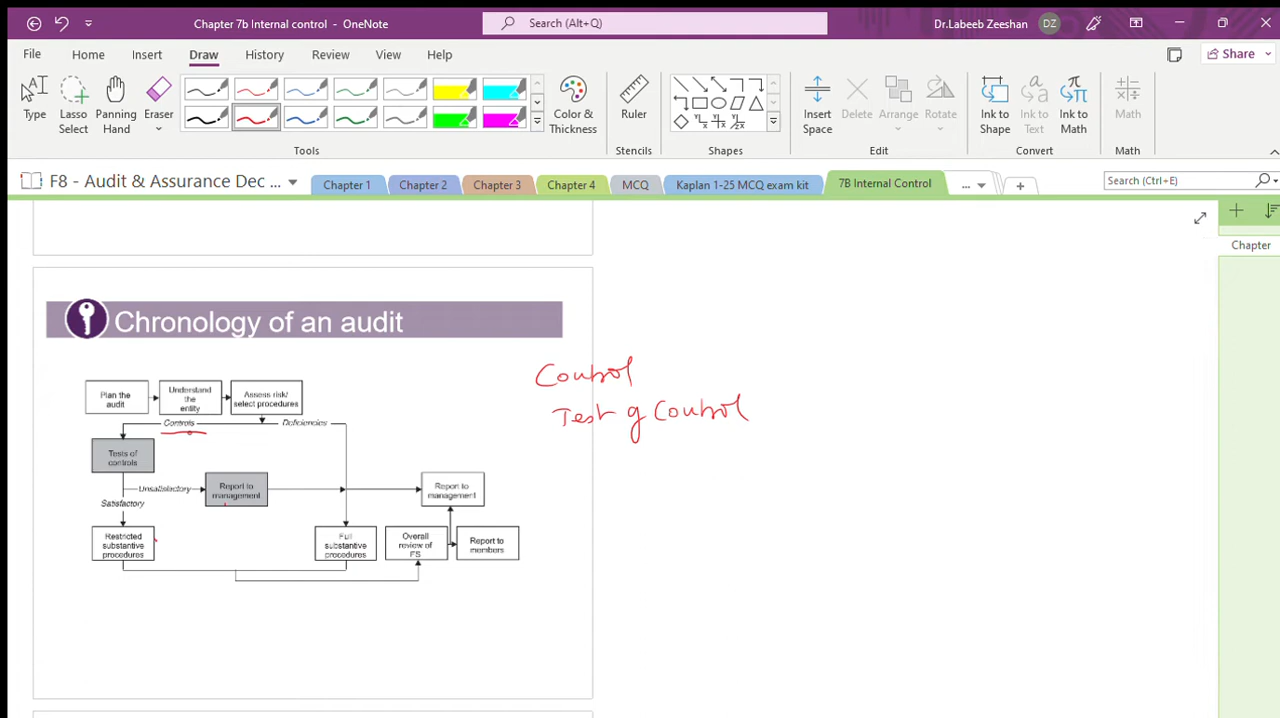 Chapter 7b Internal control - OneNote
Search (Alt+Q)
Dr.Labeeb Zeeshan
DZ
File Home Insert Draw History Review View Help
Share
Type
Lasso Select
Panning Hand
Eraser
Color & Thickness
Ruler
Insert Space
Delete
Arrange
Rotate
Ink to Shape
Ink to Text
Ink to Math
Math
Tools
Stencils
Shapes
Edit
Convert
Math
F8 - Audit & Assurance Dec ...
Chapter 1
Chapter 2
Chapter 3
Chapter 4
MCQ
Kaplan 1-25 MCQ exam kit
7B Internal Control
...
Search (Ctrl+E)
Chapter
Chronology of an audit
Control
Test of Control
Plan the
audit
Understand
the
entity
Assess risk/
select procedures
Controls
Deficiencies
Tests of
controls
Unsatisfactory
Report to
management
Report to
management
Satisfactory
Restricted
substantive
procedures
Full
substantive
procedures
Overall
review of
FS
Report to
members